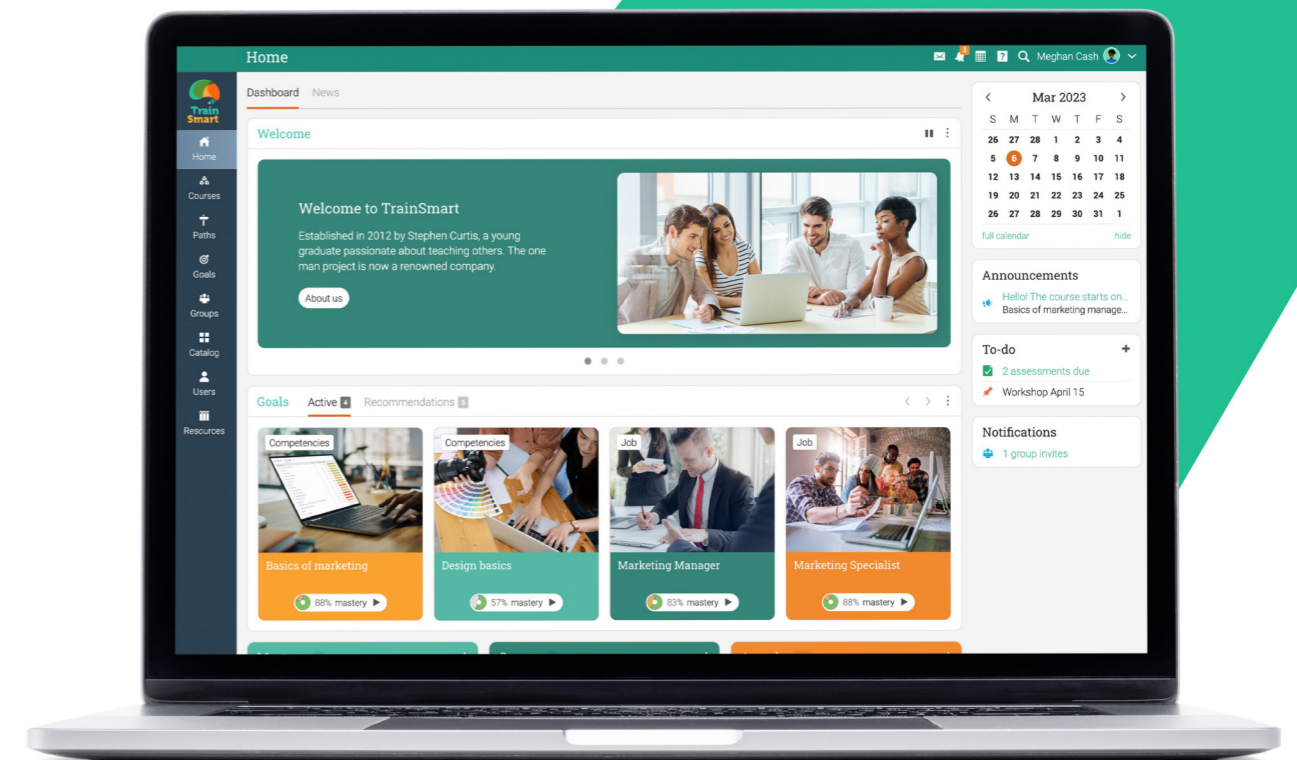 Home
3
?
Meghan Cash
Train
Smart
Home
Courses
Paths
Goals
Groups
Catalog
Users
Resources
Dashboard News
Welcome
Welcome to TrainSmart
Established in 2012 by Stephen Curtis, a young
graduate passionate about teaching others. The one
man project is now a renowned company.
About us
Goals Active 4 Recommendations 5
Competencies
Basics of marketing
88% mastery
Competencies
Design basics
57% mastery
Job
Marketing Manager
83% mastery
Job
Marketing Specialist
88% mastery
< Mar 2023 >
S M T W T F S
26 27 28 1 2 3 4
5 6 7 8 9 10 11
12 13 14 15 16 17 18
19 20 21 22 23 24 25
26 27 28 29 30 31 1
full calendar hide
Announcements
Hello! The course starts on...
Basics of marketing manage...
To-do +
2 assessments due
Workshop April 15
Notifications
1 group invites